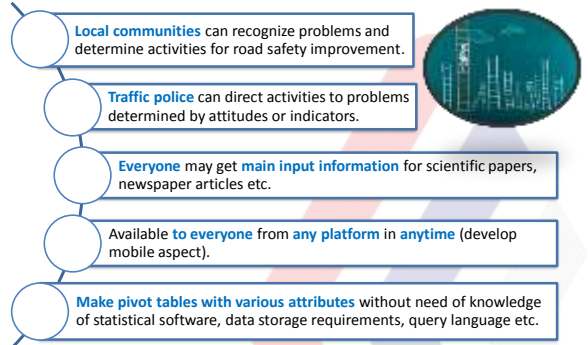 Local communities can recognize problems and
determine activities for road safety improvement.
Traffic police can direct activities to problems
determined by attitudes or indicators.
Everyone may get main input information for scientific papers,
newspaper articles etc.
Available to everyone from any platform in anytime (develop
mobile aspect).
Make pivot tables with various attributes without need of knowledge
of statistical software, data storage requirements, query language etc.